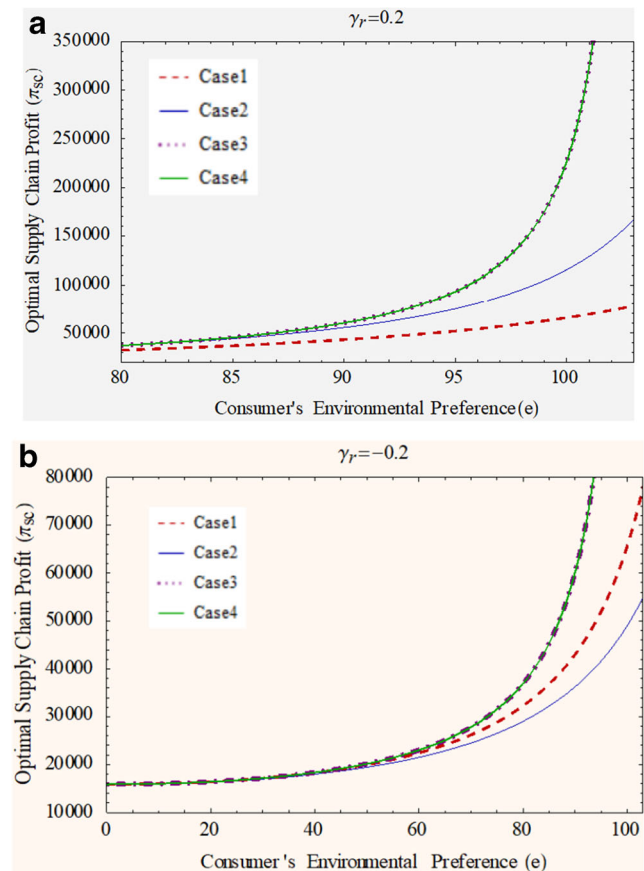 a
γr=0.2
350000
300000
250000
200000
150000
100000
50000
Optimal Supply Chain Profit (πsc)
Case1
Case2
Case3
Case4
80 85 90 95 100
Consumer's Environmental Preference(e)
b
γr=−0.2
80000
70000
60000
50000
40000
30000
20000
10000
Optimal Supply Chain Profit (πsc)
Case1
Case2
Case3
Case4
0 20 40 60 80 100
Consumer's Environmental Preference (e)